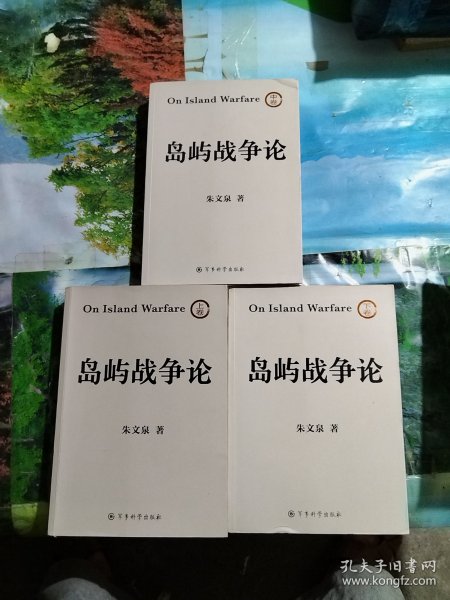 On Island Warfare 中卷
岛屿战争论
朱文泉 著
军事科学出版社
On Island Warfare 上卷
岛屿战争论
朱文泉 著
军事科学出版社
On Island Warfare 下卷
岛屿战争论
朱文泉 著
军事科学出版社
孔夫子旧书网
www.kongfz.com